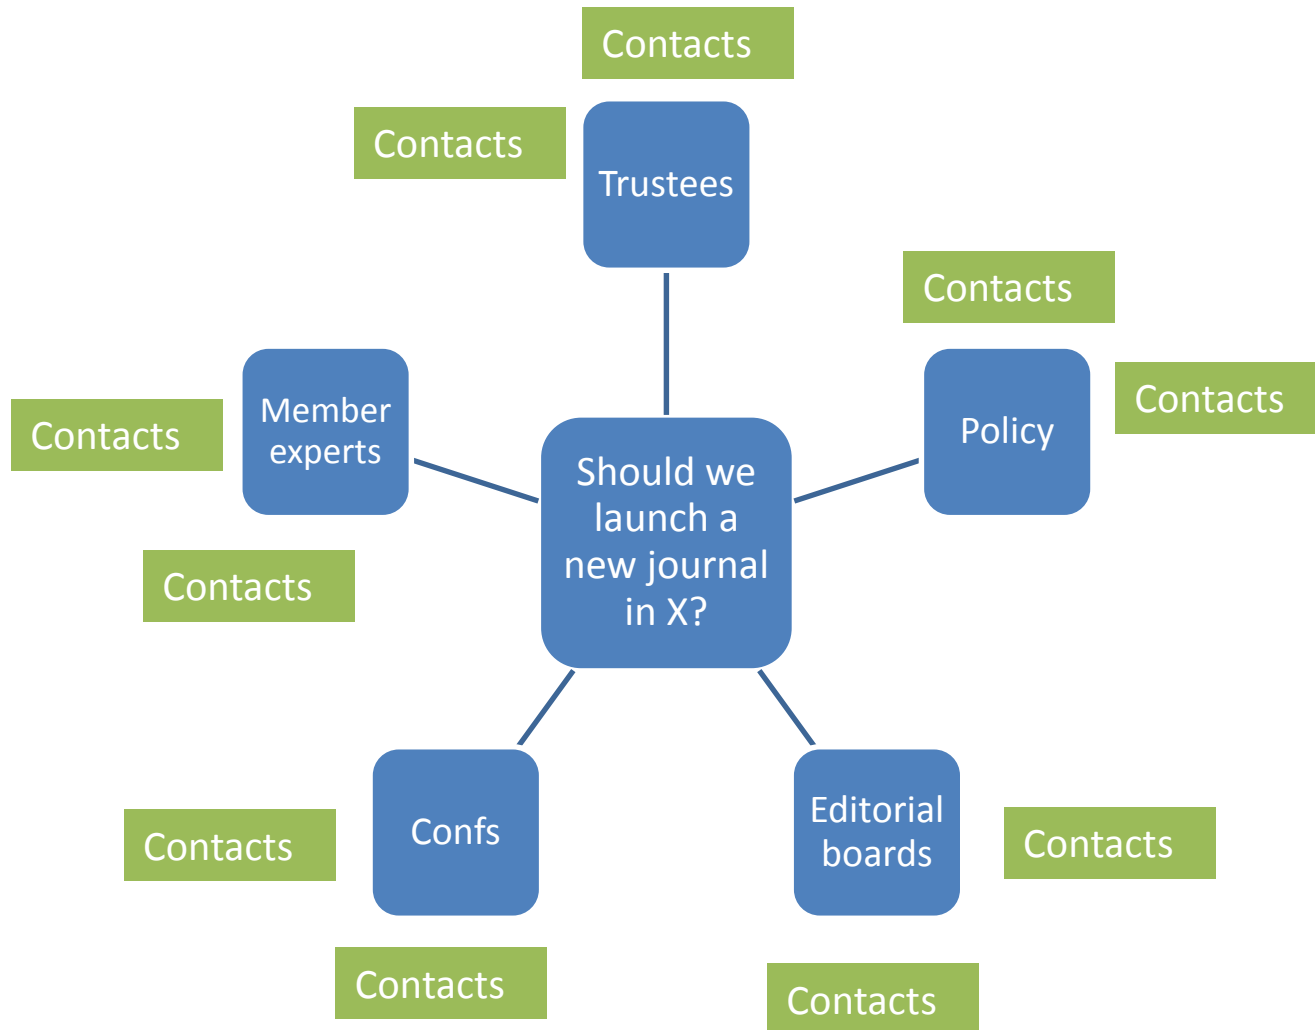 Contacts
Contacts
Trustees
Contacts
Contacts
Policy
Member
experts
Contacts
Contacts
Should we
launch a
new journal
in X?
Confs
Contacts
Contacts
Editorial
boards
Contacts
Contacts